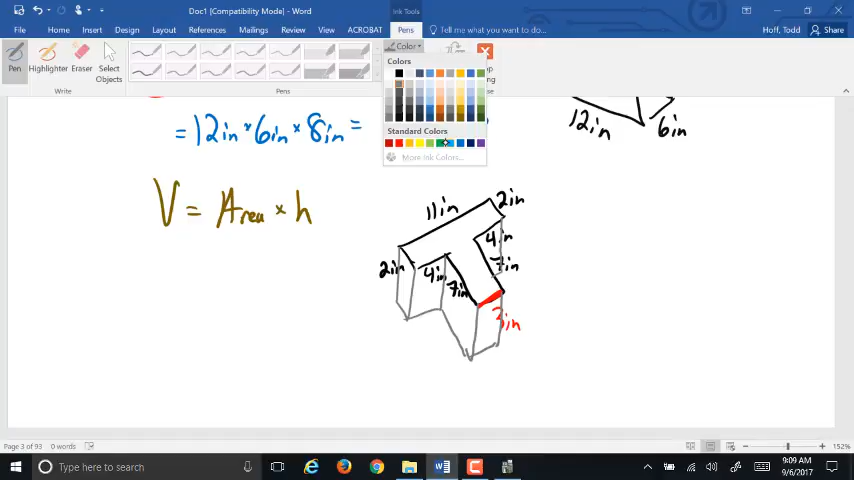 Doc1 [Compatibility Mode] - Word
Ink Tools
Hoff, Todd
File Home Insert Design Layout References Mailings Review View ACROBAT Pens Tell me what you want to do...
Color
Pen Highlighter Eraser Select Objects
Write
Pens
Colors
Standard Colors
More Ink Colors...
= 12in * 6in * 8in =
12in 6in
V = Area * h
11in 2in
4in
7in
2in 4in
7in
3in
Page 3 of 93 0 words
152%
Type here to search
9:09 AM
9/6/2017